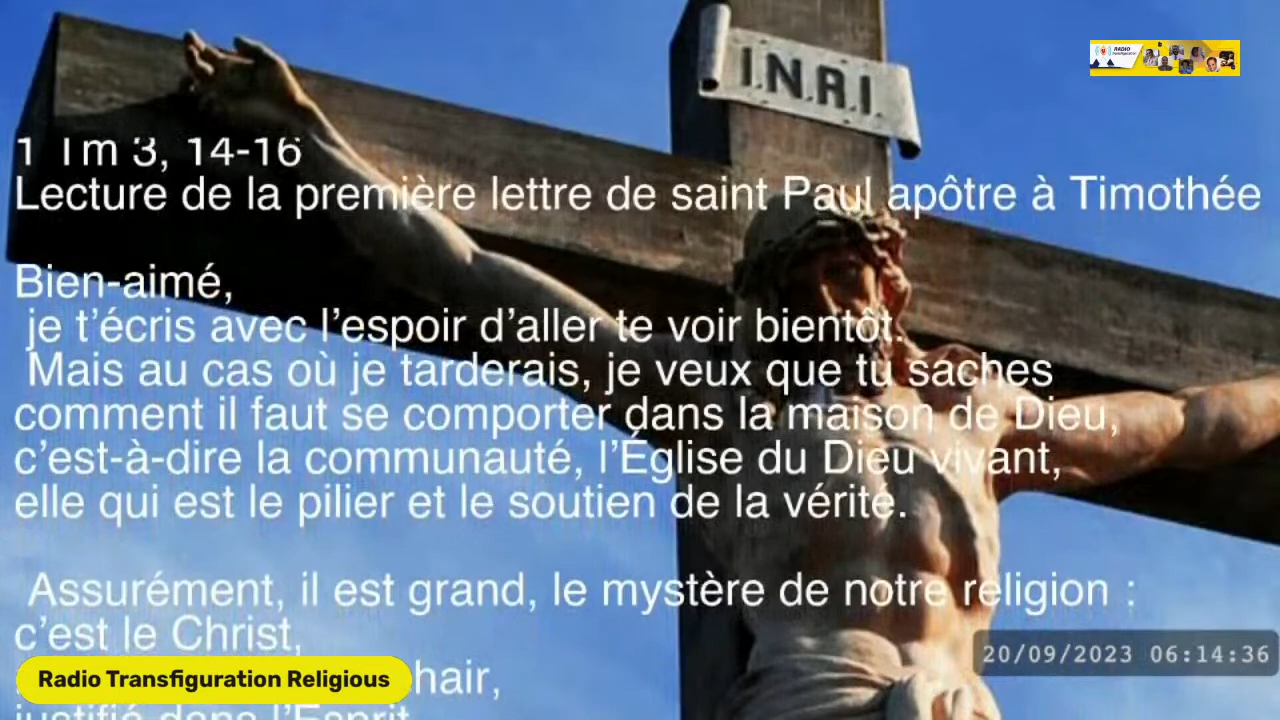 I.N.R.I
RADIO
1 Tm 3, 14-16
Lecture de la première lettre de saint Paul apôtre à Timothée
Bien-aimé,
je t’écris avec l’espoir d’aller te voir bientôt.
Mais au cas où je tarderais, je veux que tu saches
comment il faut se comporter dans la maison de Dieu,
c’est-à-dire la communauté, l’Église du Dieu vivant,
elle qui est le pilier et le soutien de la vérité.
Assurément, il est grand, le mystère de notre religion :
c’est le Christ,
20/09/2023 06:14:36
Radio Transfiguration Religious
hair,
justifié dans l’Esprit